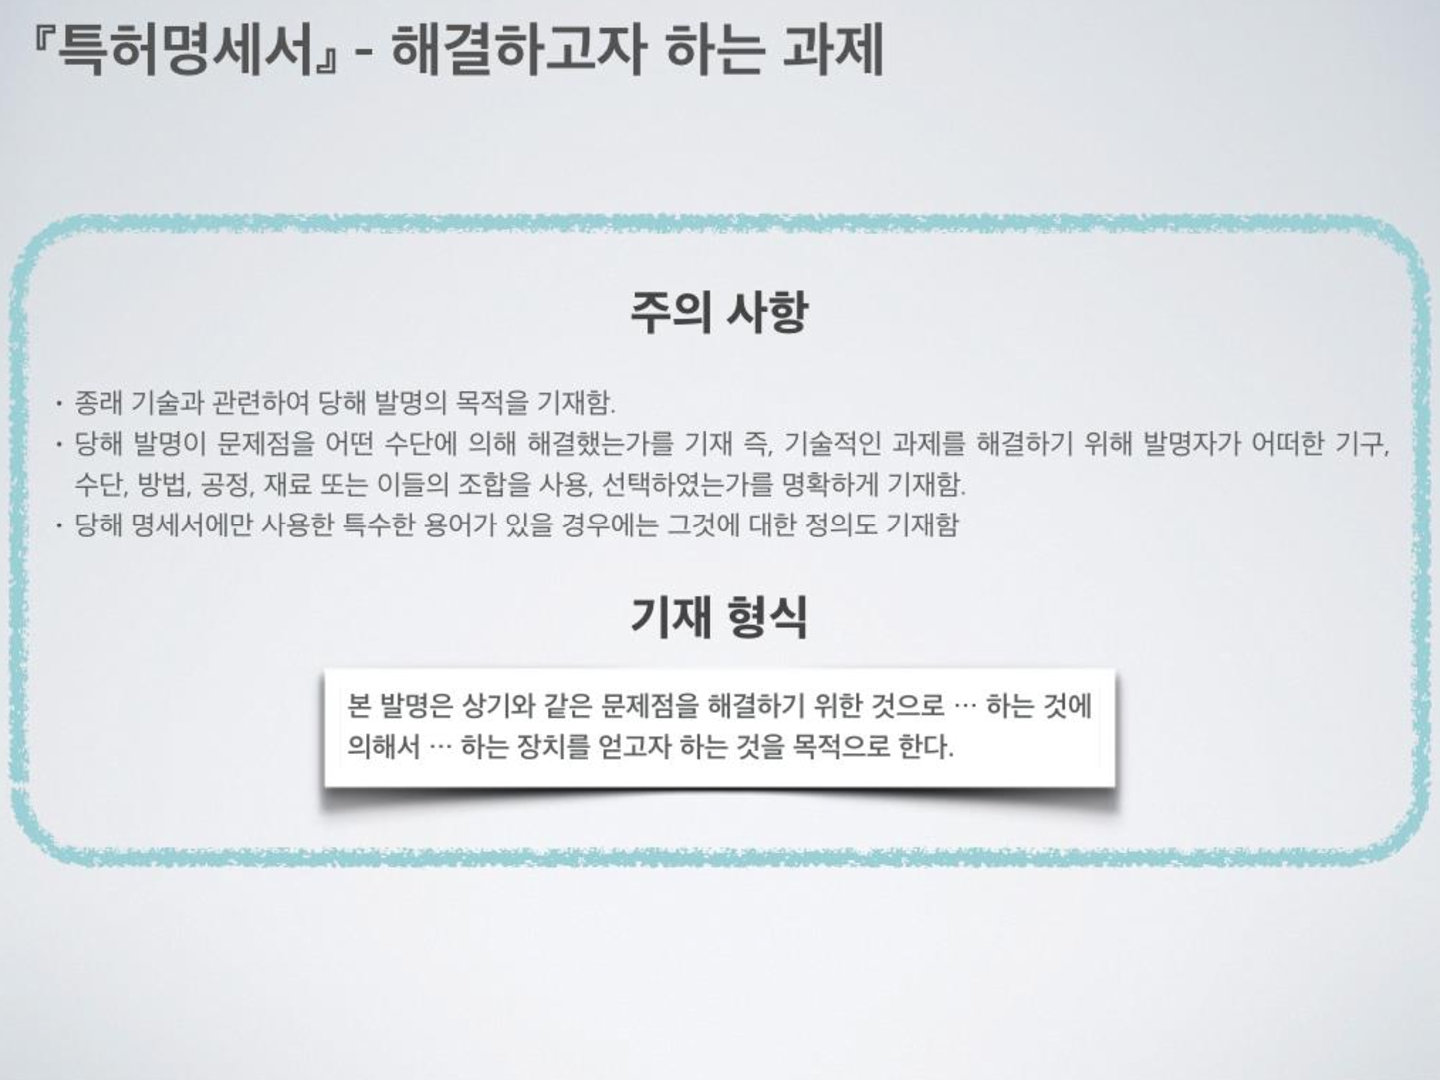 『특허명세서』 - 해결하고자 하는 과제
주의 사항
• 종래 기술과 관련하여 당해 발명의 목적을 기재함.
• 당해 발명이 문제점을 어떤 수단에 의해 해결했는가를 기재 즉, 기술적인 과제를 해결하기 위해 발명자가 어떠한 기구,
수단, 방법, 공정, 재료 또는 이들의 조합을 사용, 선택하였는가를 명확하게 기재함.
• 당해 명세서에만 사용한 특수한 용어가 있을 경우에는 그것에 대한 정의도 기재함
기재 형식
본 발명은 상기와 같은 문제점을 해결하기 위한 것으로 … 하는 것에
의해서 … 하는 장치를 얻고자 하는 것을 목적으로 한다.